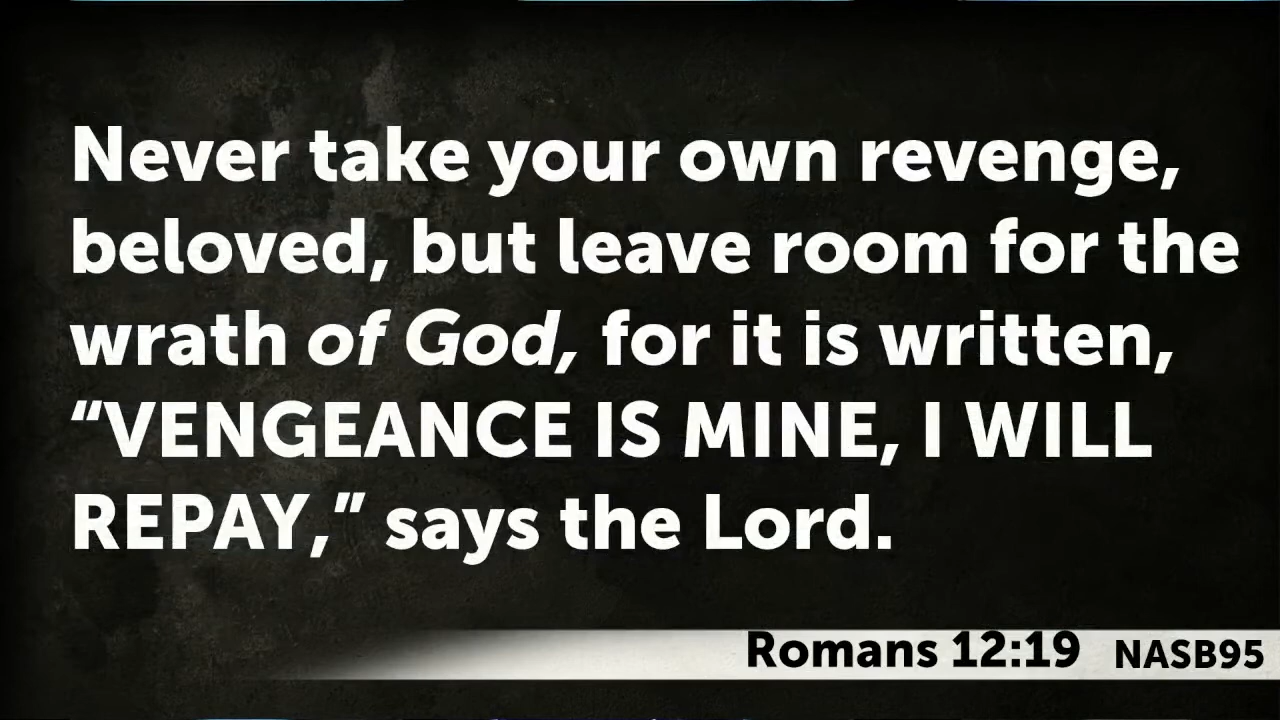 Never take your own revenge,
beloved, but leave room for the
wrath of God, for it is written,
“VENGEANCE IS MINE, I WILL
REPAY,” says the Lord.
Romans 12:19 NASB95